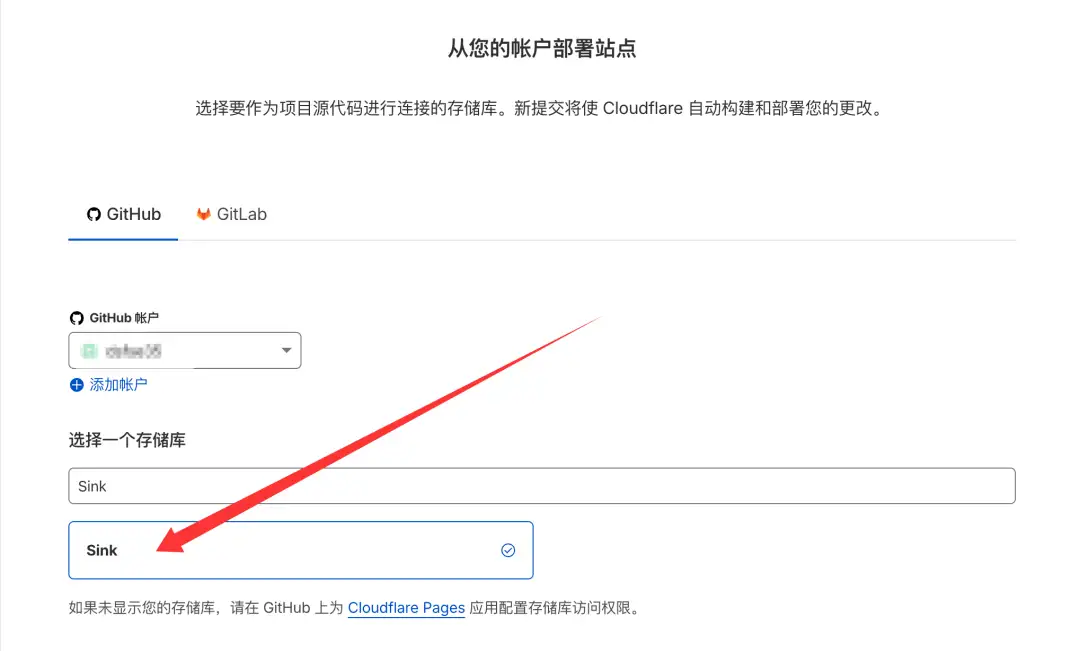 从您的帐户部署站点
选择要作为项目源代码进行连接的存储库。新提交将使 Cloudflare 自动构建和部署您的更改。
GitHub GitLab
GitHub 帐户
添加帐户
选择一个存储库
Sink
Sink
如果未显示您的存储库，请在 GitHub 上为 Cloudflare Pages 应用配置存储库访问权限。